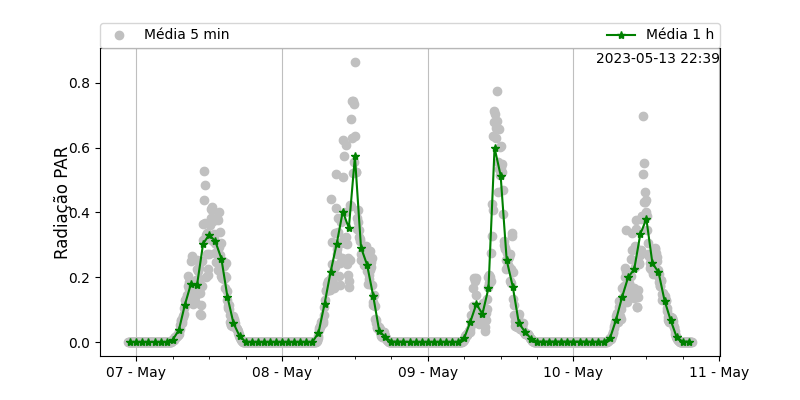 Média 5 min
Média 1 h
2023-05-13 22:39
Radiação PAR
0.8
0.6
0.4
0.2
0.0
07 - May
08 - May
09 - May
10 - May
11 - May